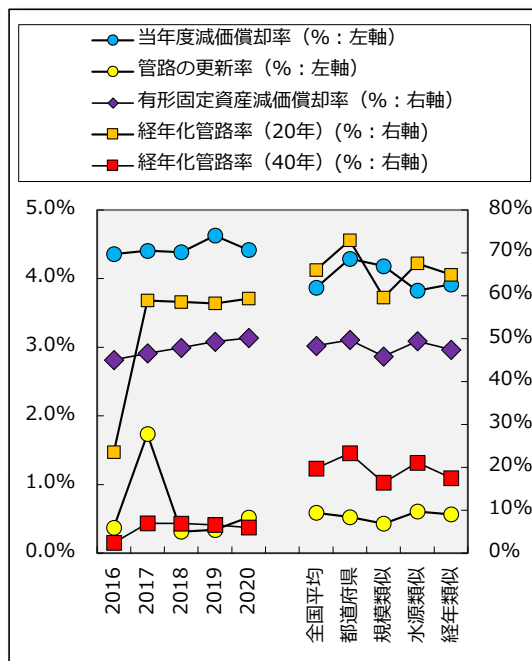 当年度減価償却率（%：左軸）
管路の更新率（%：左軸）
有形固定資産減価償却率（%：右軸）
経年化管路率（20年）(%：右軸)
経年化管路率（40年）(%：右軸)
5.0%
4.0%
3.0%
2.0%
1.0%
0.0%
80%
70%
60%
50%
40%
30%
20%
10%
0%
2016
2017
2018
2019
2020
全国平均
都道府県
規模類似
水源類似
経年類似